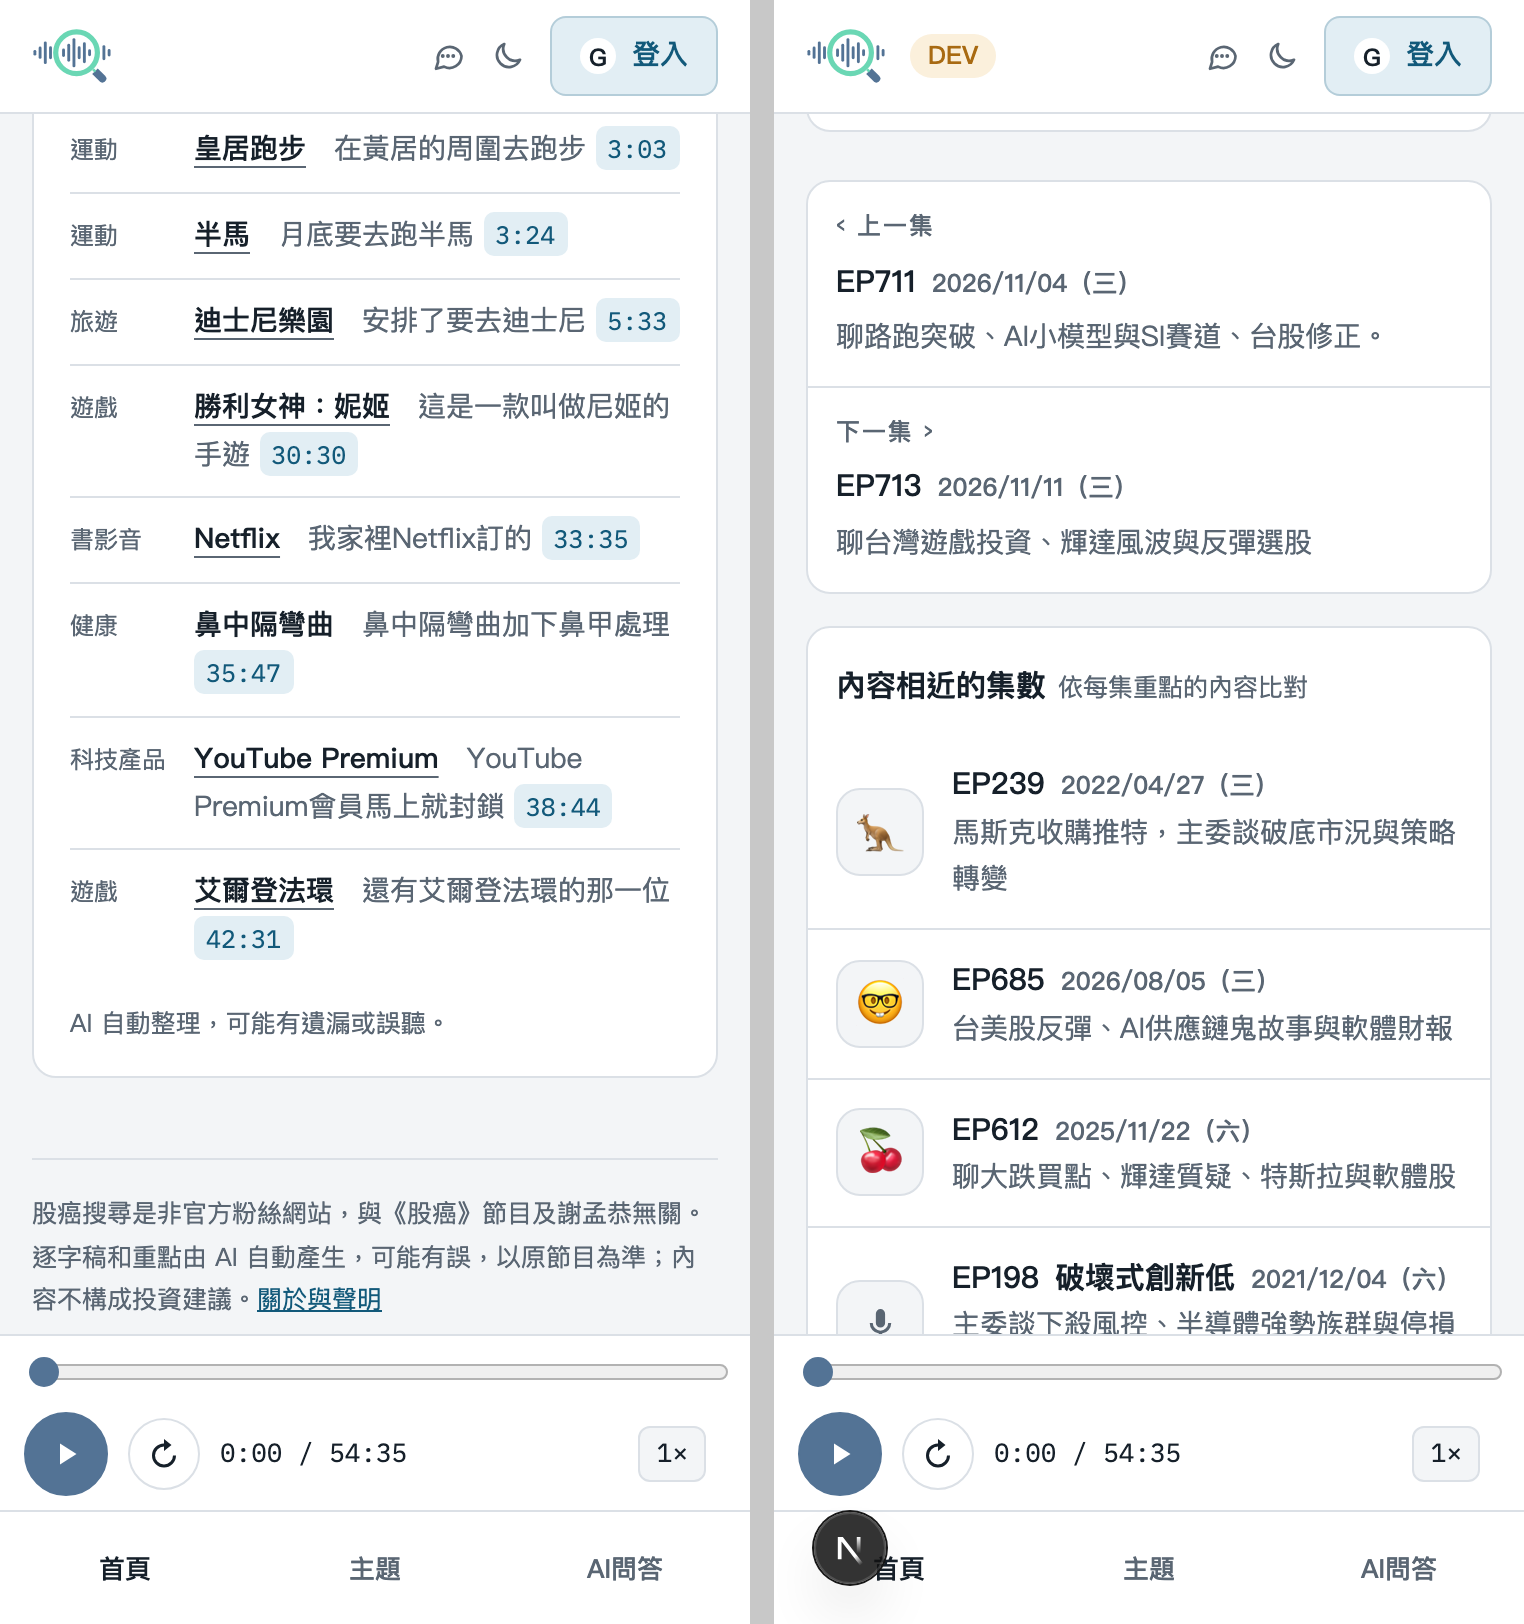 G 登入
運動 皇居跑步 在黃居的周圍去跑步 3:03
運動 半馬 月底要去跑半馬 3:24
旅遊 迪士尼樂園 安排了要去迪士尼 5:33
遊戲 勝利女神：妮姬 這是一款叫做尼姬的
手遊 30:30
書影音 Netflix 我家裡Netflix訂的 33:35
健康 鼻中隔彎曲 鼻中隔彎曲加下鼻甲處理
35:47
科技產品 YouTube Premium YouTube
Premium會員馬上就封鎖 38:44
遊戲 艾爾登法環 還有艾爾登法環的那一位
42:31
AI 自動整理，可能有遺漏或誤聽。
股癌搜尋是非官方粉絲網站，與《股癌》節目及謝孟恭無關。
逐字稿和重點由 AI 自動產生，可能有誤，以原節目為準；內
容不構成投資建議。關於與聲明
0:00 / 54:35 1×
首頁 主題 AI問答
DEV G 登入
‹ 上一集
EP711 2026/11/04（三）
聊路跑突破、AI小模型與SI賽道、台股修正。
下一集 ›
EP713 2026/11/11（三）
聊台灣遊戲投資、輝達風波與反彈選股
內容相近的集數 依每集重點的內容比對
EP239 2022/04/27（三）
馬斯克收購推特，主委談破底市況與策略
轉變
EP685 2026/08/05（三）
台美股反彈、AI供應鏈鬼故事與軟體財報
EP612 2025/11/22（六）
聊大跌買點、輝達質疑、特斯拉與軟體股
EP198 破壞式創新低 2021/12/04（六）
主委談下殺風控、半導體強勢族群與停損
0:00 / 54:35 1×
N
首頁 主題 AI問答